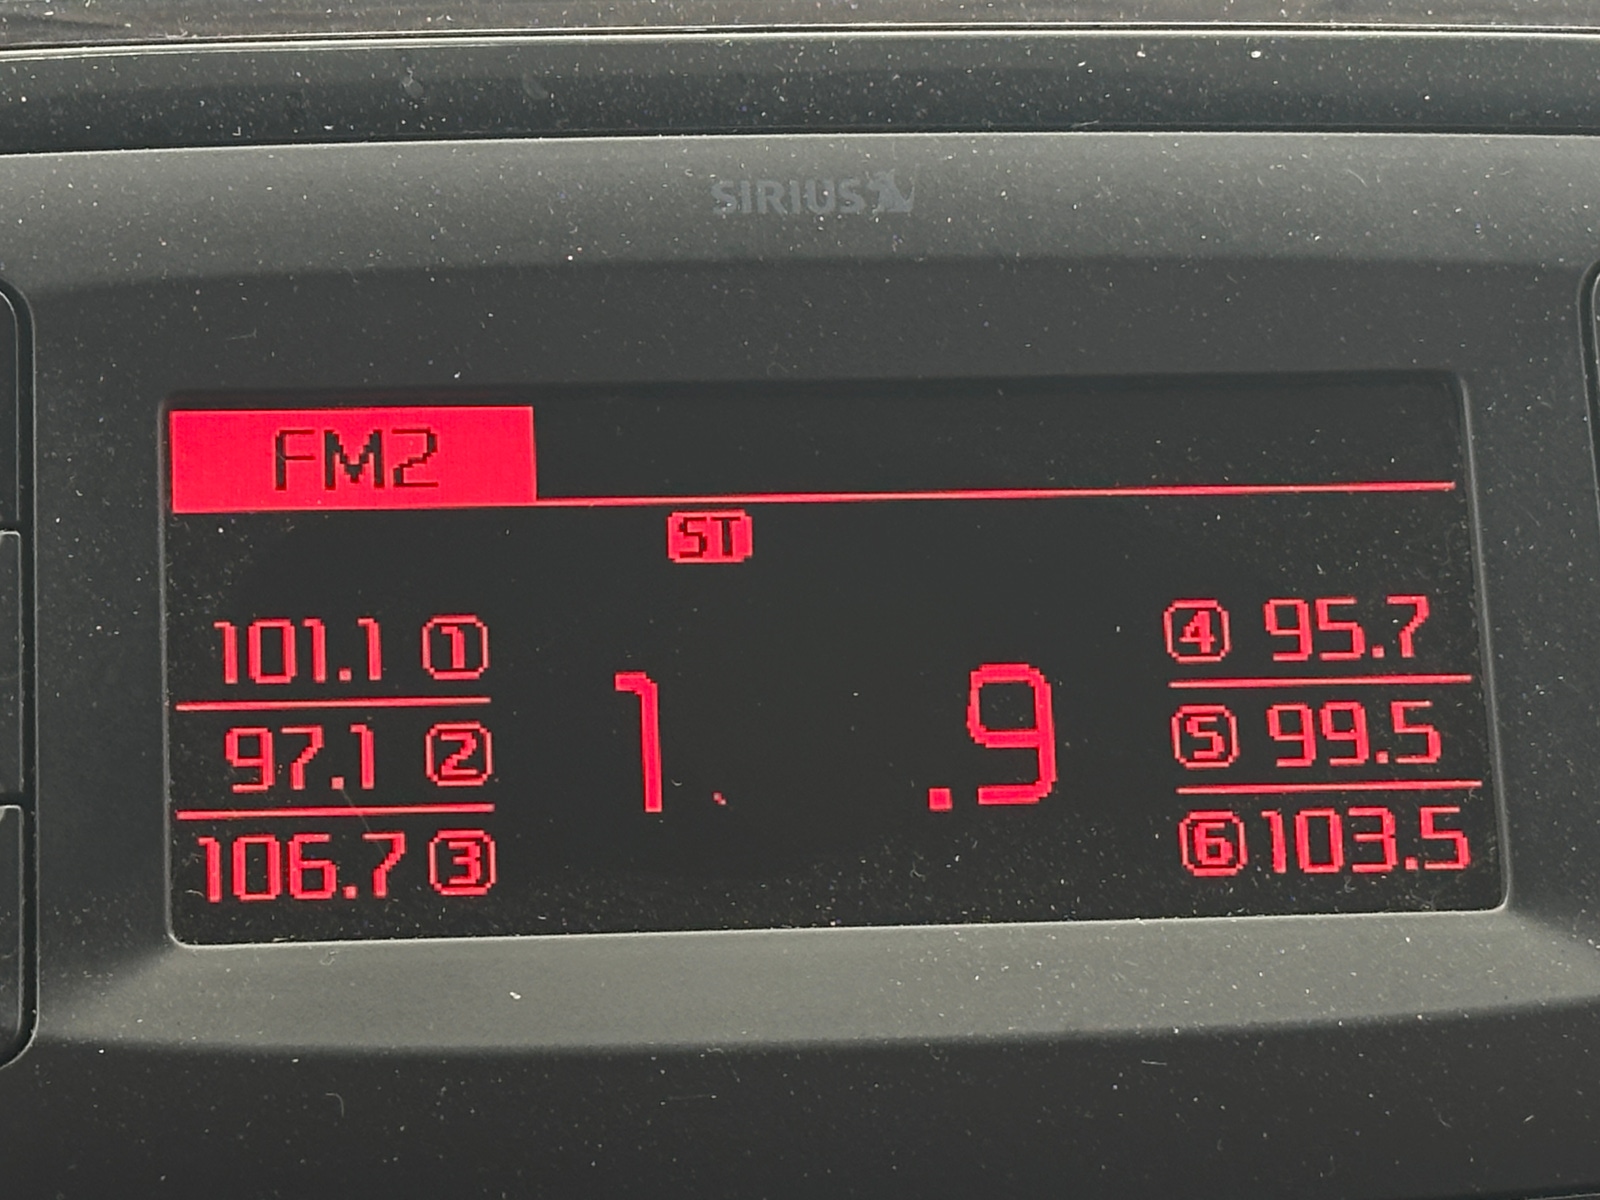 SIRIUS
FM2
ST
101.1 ① 
97.1 ②
106.7 ③
1 .9
④ 95.7
⑤ 99.5
⑥ 103.5